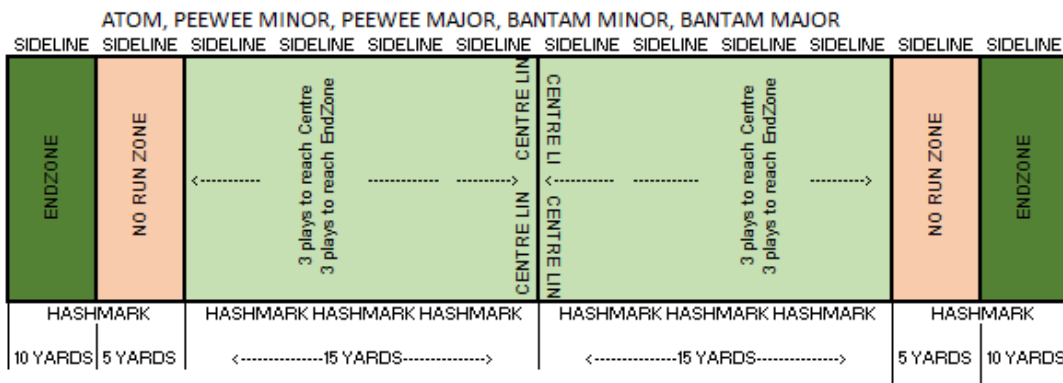 ATOM, PEEWEE MINOR, PEEWEE MAJOR, BANTAM MINOR, BANTAM MAJOR
SIDELINE SIDELINE SIDELINE SIDELINE SIDELINE SIDELINE SIDELINE SIDELINE SIDELINE SIDELINE SIDELINE SIDELINE
ENDZONE
NO RUN ZONE
<---------- ---------- -------->
3 plays to reach Centre
3 plays to reach EndZone
CENTRE LIN
CENTRE LIN
CENTRE LI
CENTRE LIN
<---------- ---------- -------->
3 plays to reach Centre
3 plays to reach EndZone
NO RUN ZONE
ENDZONE
HASHMARK HASHMARK HASHMARK HASHMARK HASHMARK HASHMARK HASHMARK HASHMARK
10 YARDS 5 YARDS <--------------15 YARDS--------------> <--------------15 YARDS--------------> 5 YARDS 10 YARDS